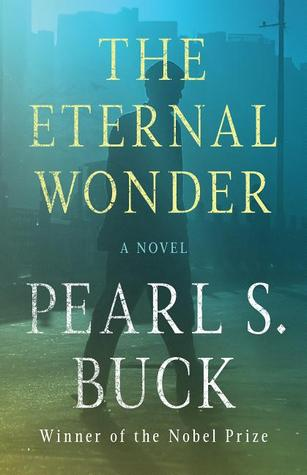 THE
ETERNAL
WONDER
A NOVEL
PEARL S.
BUCK
Winner of the Nobel Prize